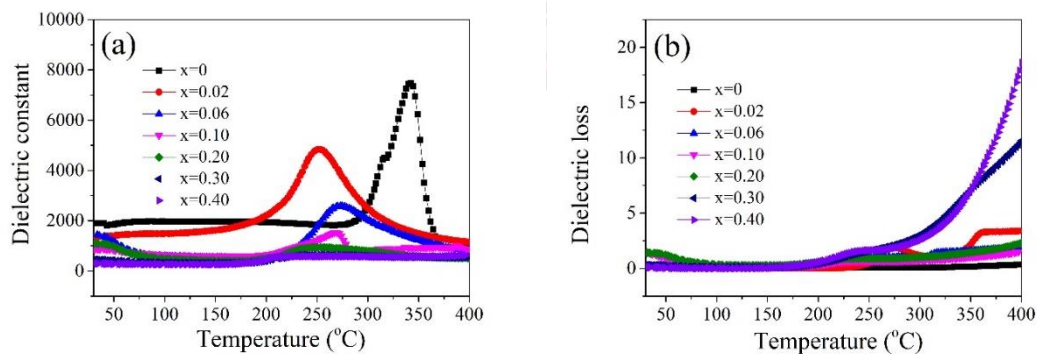 (a)
x=0
x=0.02
x=0.06
x=0.10
x=0.20
x=0.30
x=0.40
Dielectric constant
10000
8000
6000
4000
2000
0
50 100 150 200 250 300 350 400
Temperature (°C)
(b)
x=0
x=0.02
x=0.06
x=0.10
x=0.20
x=0.30
x=0.40
Dielectric loss
20
15
10
5
0
50 100 150 200 250 300 350 400
Temperature (°C)